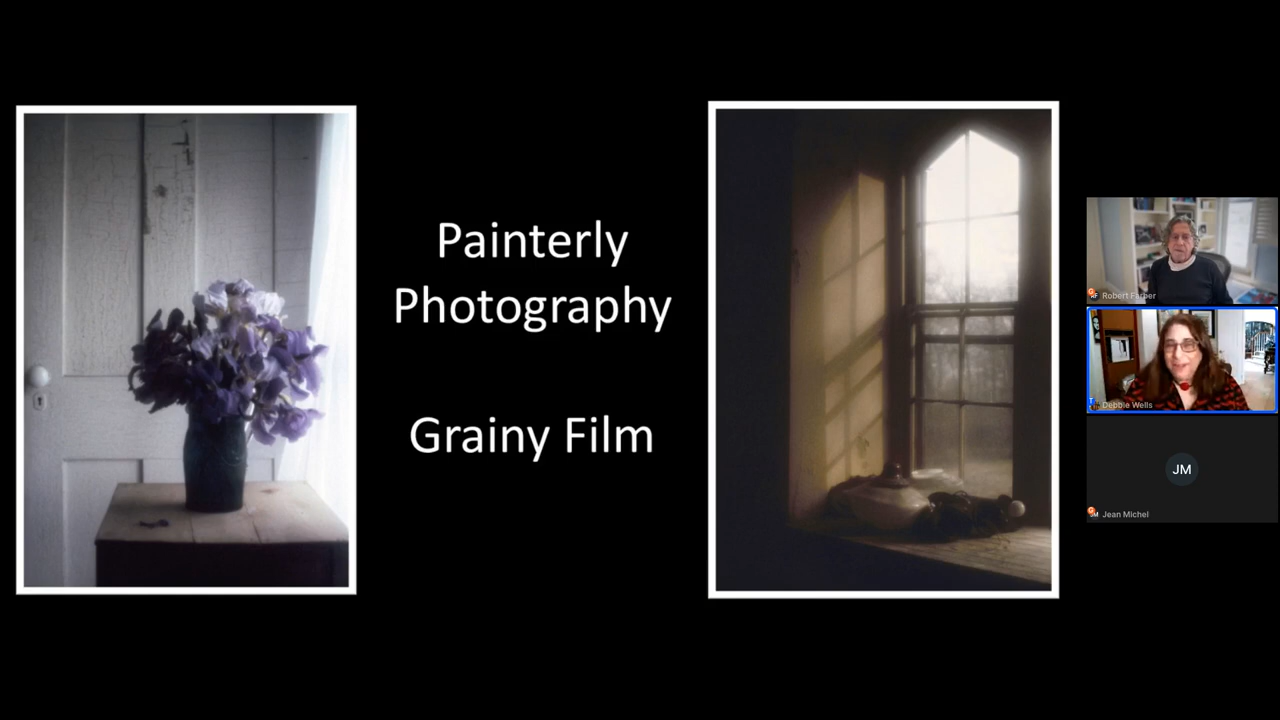 Painterly
Photography
Grainy Film
Robert Farber
Debbie Wells
JM
Jean Michel